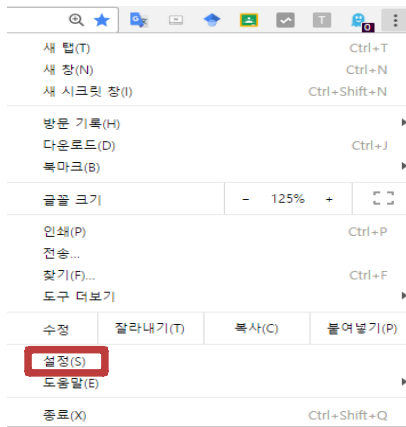 T 0
새 탭(T) Ctrl+T
새 창(N) Ctrl+N
새 시크릿 창(I) Ctrl+Shift+N
방문 기록(H)
다운로드(D) Ctrl+J
북마크(B)
글꼴 크기 - 125% +
인쇄(P) Ctrl+P
전송...
찾기(F)... Ctrl+F
도구 더보기
수정 잘라내기(T) 복사(C) 붙여넣기(P)
설정(S)
도움말(E)
종료(X) Ctrl+Shift+Q